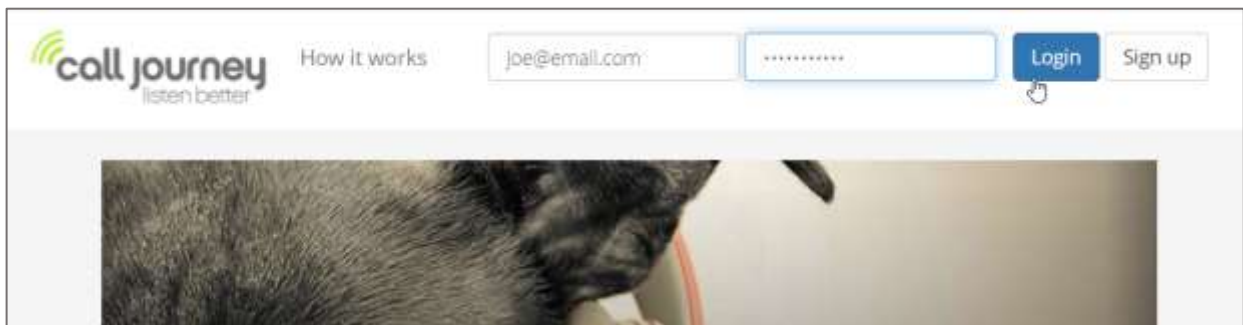 call journey
listen better
How it works
joe@email.com
···········
Login
Sign up